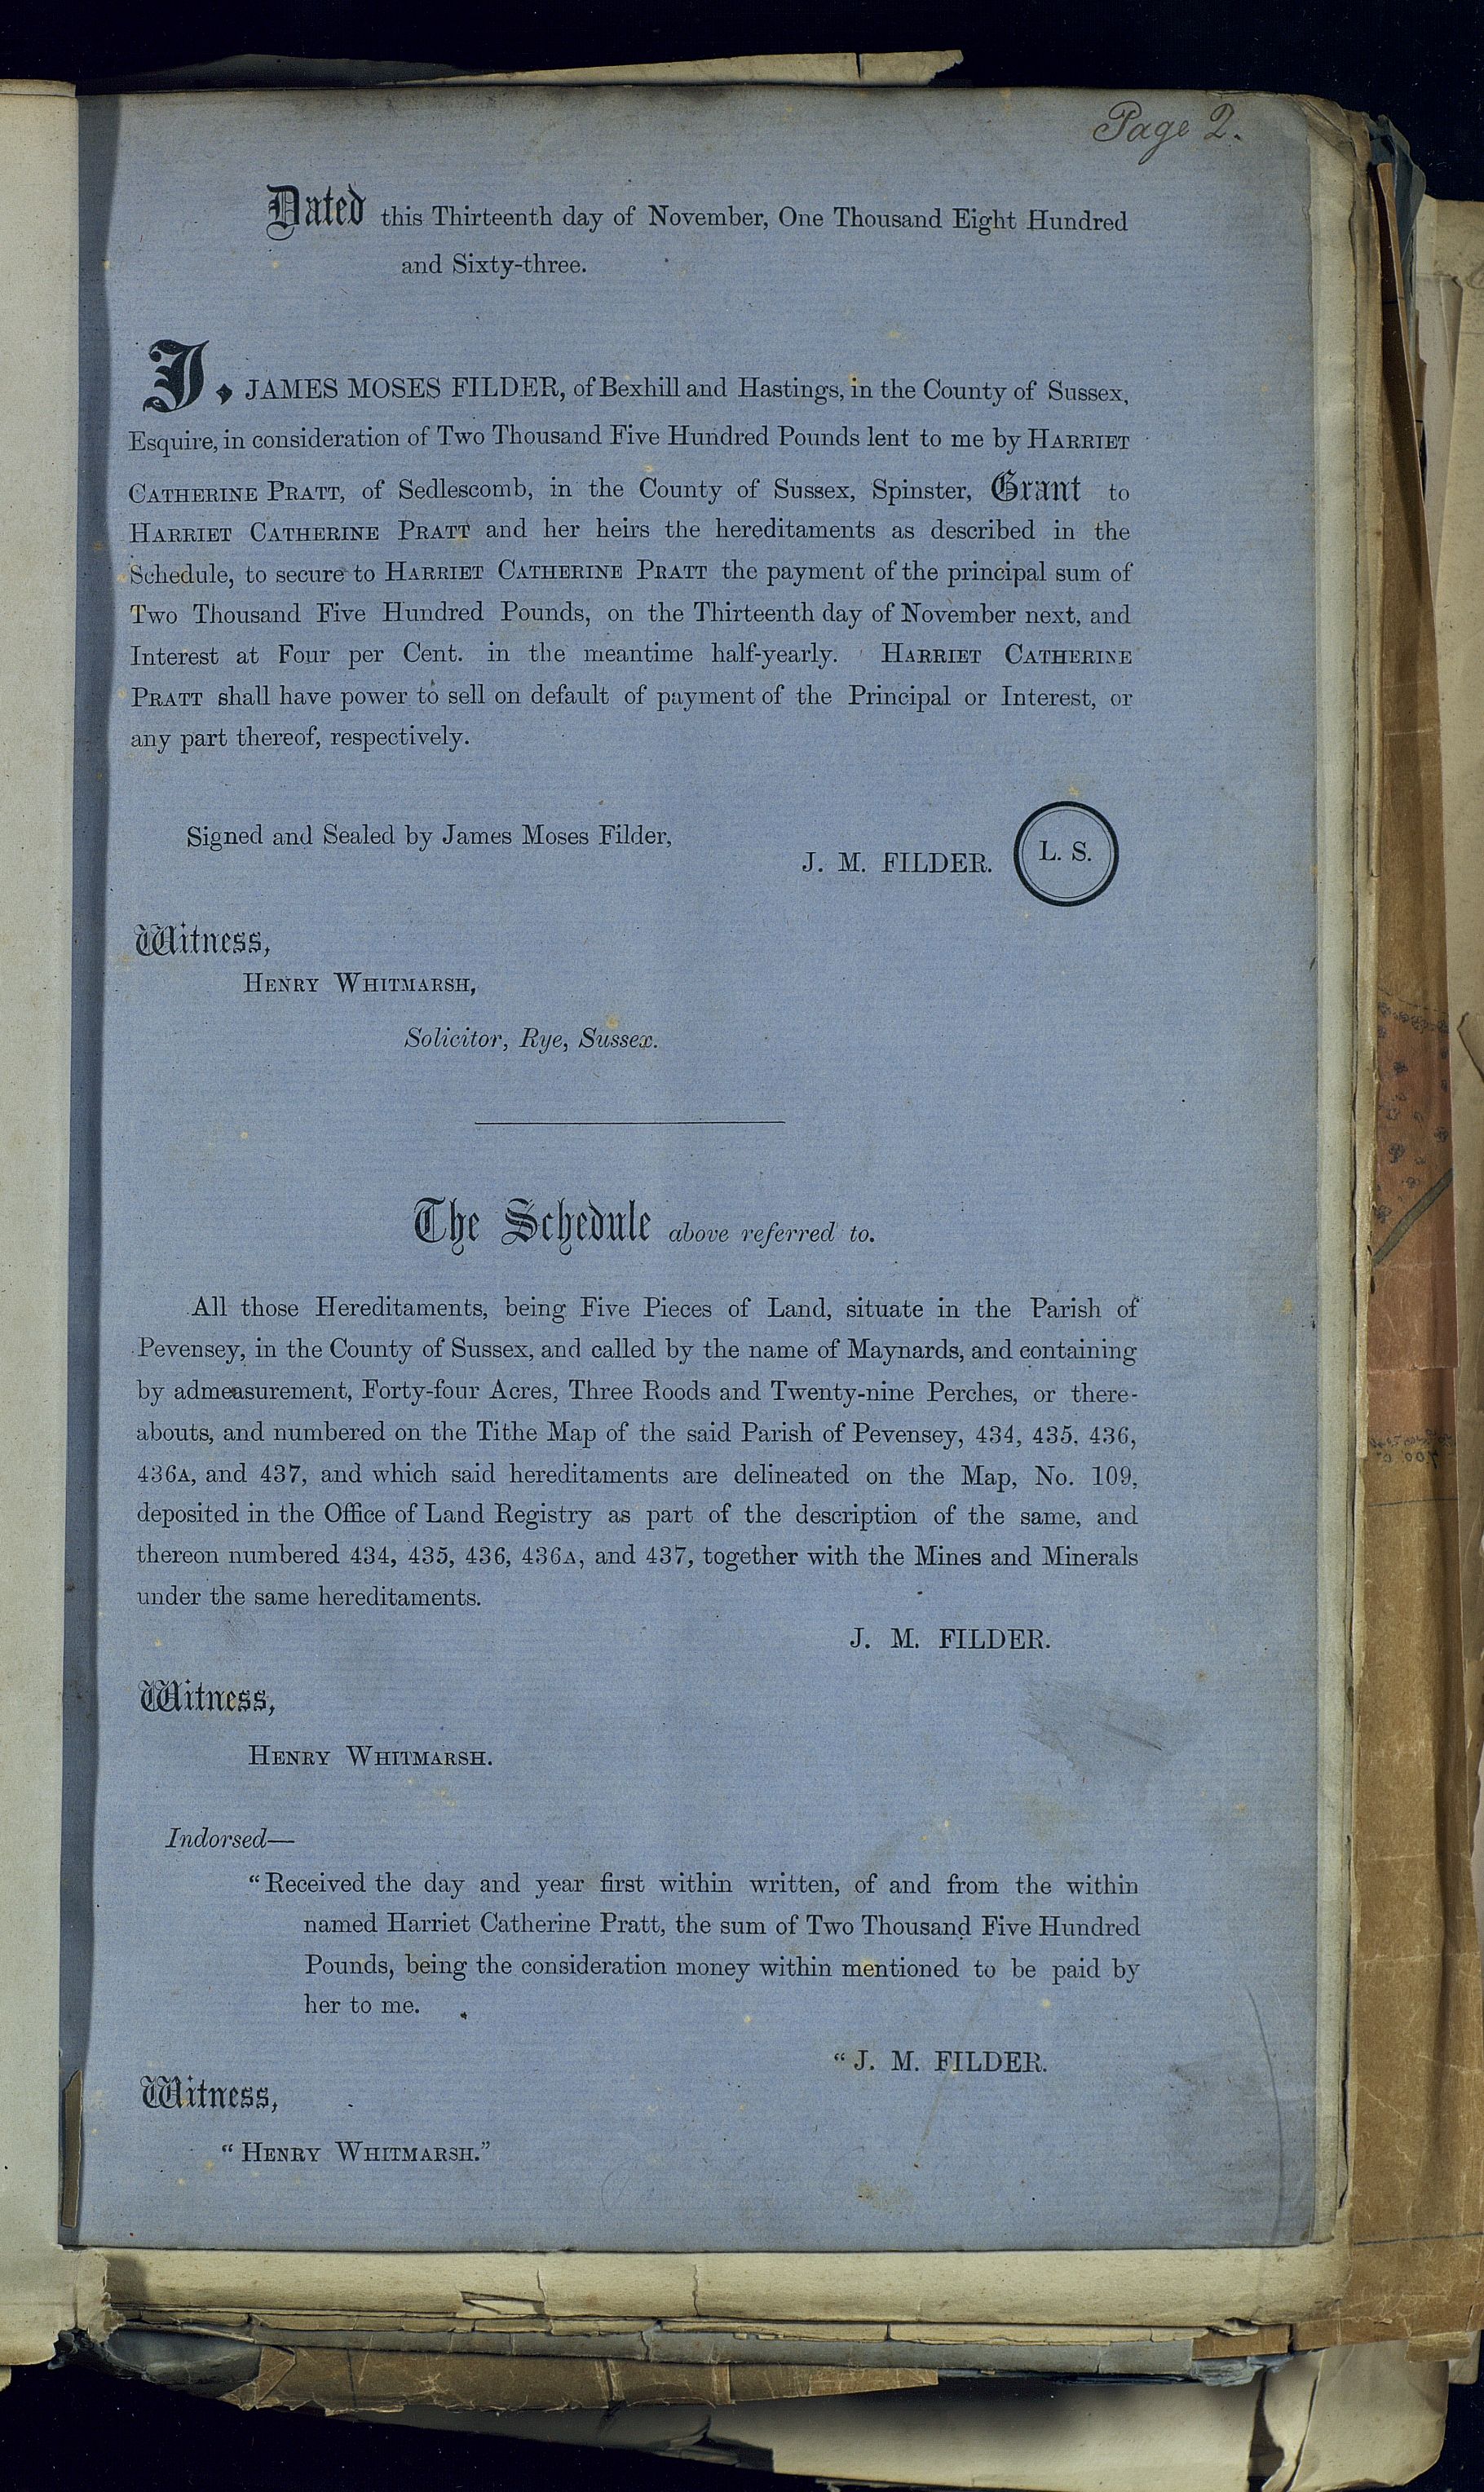 Page 2.
Dated this Thirteenth day of November, One Thousand Eight Hundred
and Sixty-three.
I, JAMES MOSES FILDER, of Bexhill and Hastings, in the County of Sussex,
Esquire, in consideration of Two Thousand Five Hundred Pounds lent to me by HARRIET
CATHERINE PRATT, of Sedlescomb, in the County of Sussex, Spinster, Grant to
HARRIET CATHERINE PRATT and her heirs the hereditaments as described in the
Schedule, to secure to HARRIET CATHERINE PRATT the payment of the principal sum of
Two Thousand Five Hundred Pounds, on the Thirteenth day of November next, and
Interest at Four per Cent. in the meantime half-yearly. HARRIET CATHERINE
PRATT shall have power to sell on default of payment of the Principal or Interest, or
any part thereof, respectively.
Signed and Sealed by James Moses Filder,
J. M. FILDER. L. S.
Witness,
HENRY WHITMARSH,
Solicitor, Rye, Sussex.
The Schedule above referred to.
All those Hereditaments, being Five Pieces of Land, situate in the Parish of
Pevensey, in the County of Sussex, and called by the name of Maynards, and containing
by admeasurement, Forty-four Acres, Three Roods and Twenty-nine Perches, or there-
abouts, and numbered on the Tithe Map of the said Parish of Pevensey, 434, 435, 436,
436A, and 437, and which said hereditaments are delineated on the Map, No. 109,
deposited in the Office of Land Registry as part of the description of the same, and
thereon numbered 434, 435, 436, 436A, and 437, together with the Mines and Minerals
under the same hereditaments.
J. M. FILDER.
Witness,
HENRY WHITMARSH.
Indorsed—
“Received the day and year first within written, of and from the within
named Harriet Catherine Pratt, the sum of Two Thousand Five Hundred
Pounds, being the consideration money within mentioned to be paid by
her to me.
“J. M. FILDER.
Witness,
“HENRY WHITMARSH.”